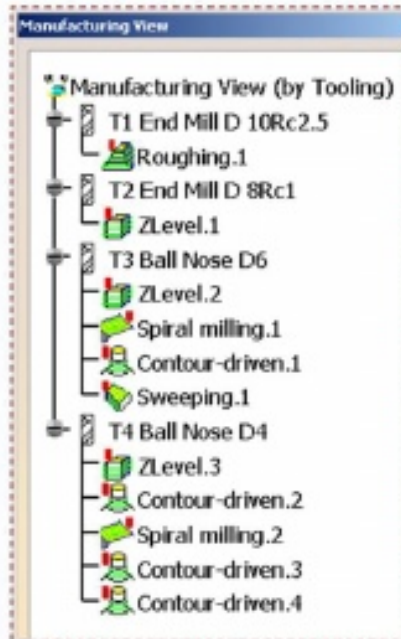 Manufacturing View
Manufacturing View (by Tooling)
T1 End Mill D 10Rc2.5
Roughing.1
T2 End Mill D 8Rc1
ZLevel.1
T3 Ball Nose D6
ZLevel.2
Spiral milling.1
Contour-driven.1
Sweeping.1
T4 Ball Nose D4
ZLevel.3
Contour-driven.2
Spiral milling.2
Contour-driven.3
Contour-driven.4